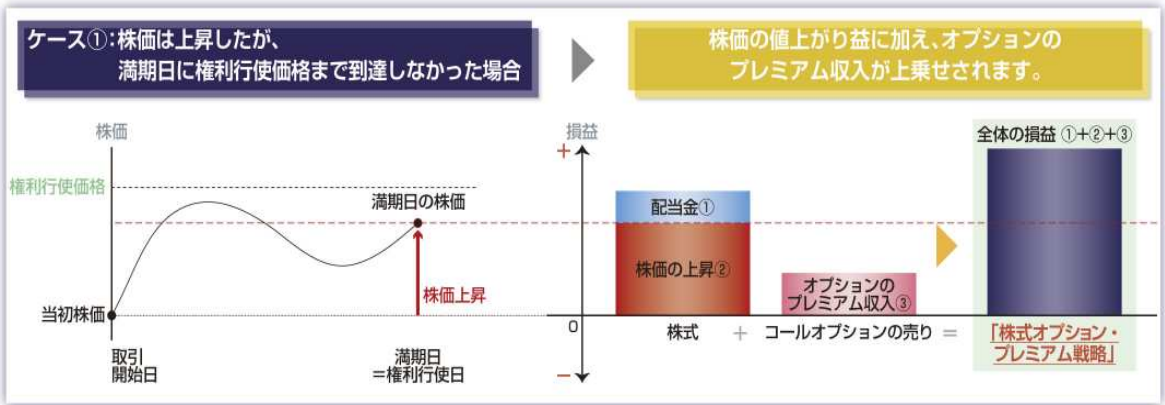 ケース①:株価は上昇したが、
満期日に権利行使価格まで到達しなかった場合
株価の値上がり益に加え、オプションの
プレミアム収入が上乗せされます。
株価
権利行使価格
満期日の株価
株価上昇
当初株価
取引
開始日
満期日
=権利行使日
損益
+
0
−
配当金①
株価の上昇②
オプションの
プレミアム収入③
株式 + コールオプションの売り =
全体の損益 ①+②+③
「株式オプション・
プレミアム戦略」